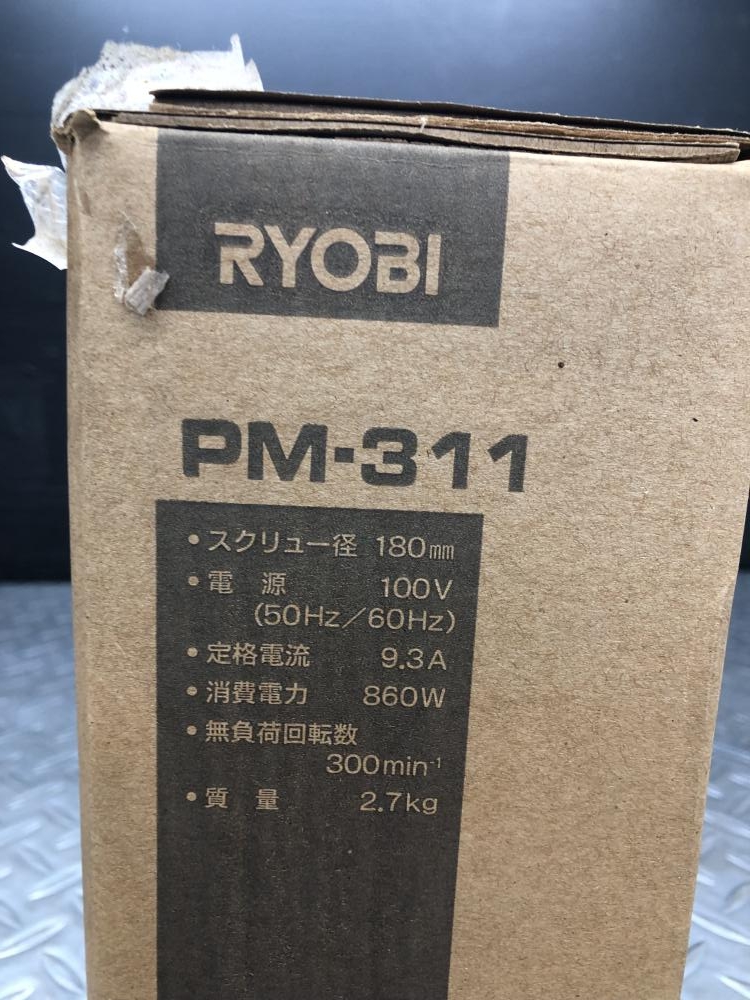 RYOBI
PM-311
・スクリュー径 180mm
・電 源 100V
(50Hz/60Hz)
・定格電流 9.3A
・消費電力 860W
・無負荷回転数
300min⁻¹
・質 量 2.7kg